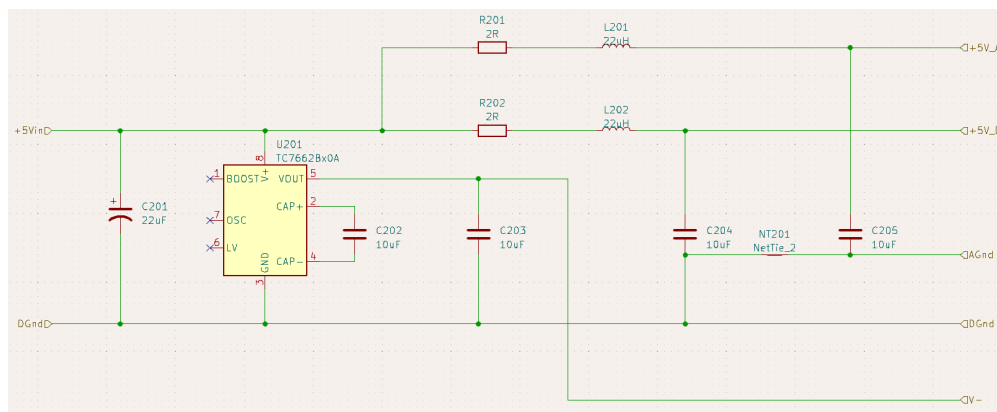 R201
2R
L201
22uH
+5V_A
R202
2R
L202
22uH
+5Vin
+5V_D
U201
TC7662Bx0A
8
V+
1
BOOST
VOUT
5
+
C201
22uF
7
OSC
CAP+
2
C202
10uF
C203
10uF
C204
10uF
NT201
NetTie_2
C205
10uF
6
LV
CAP-
4
GND
3
AGnd
DGnd
DGnd
V-